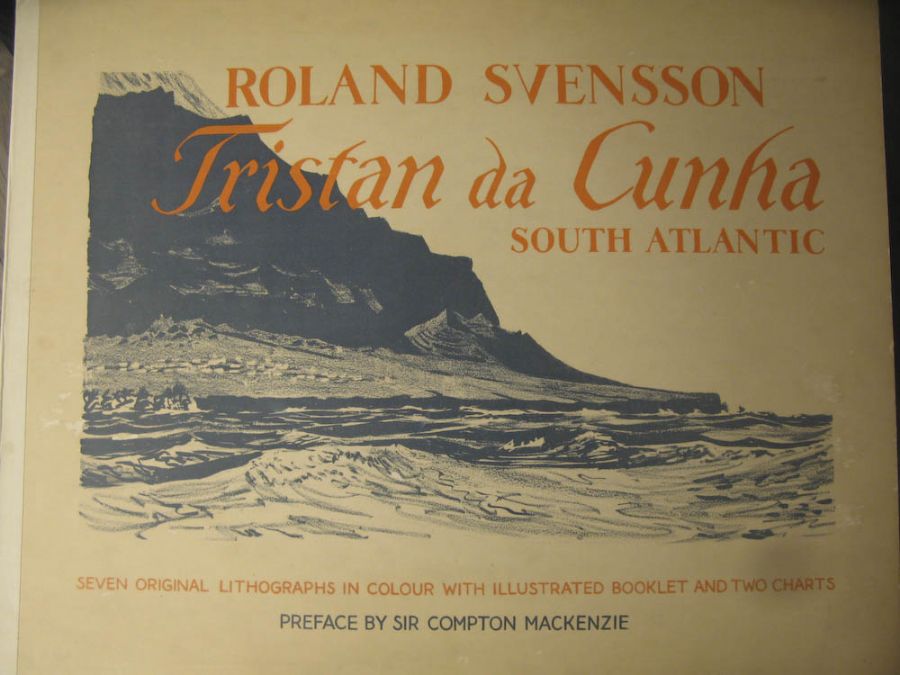 ROLAND SVENSSON
Tristan da Cunha
SOUTH ATLANTIC
SEVEN ORIGINAL LITHOGRAPHS IN COLOUR WITH ILLUSTRATED BOOKLET AND TWO CHARTS
PREFACE BY SIR COMPTON MACKENZIE